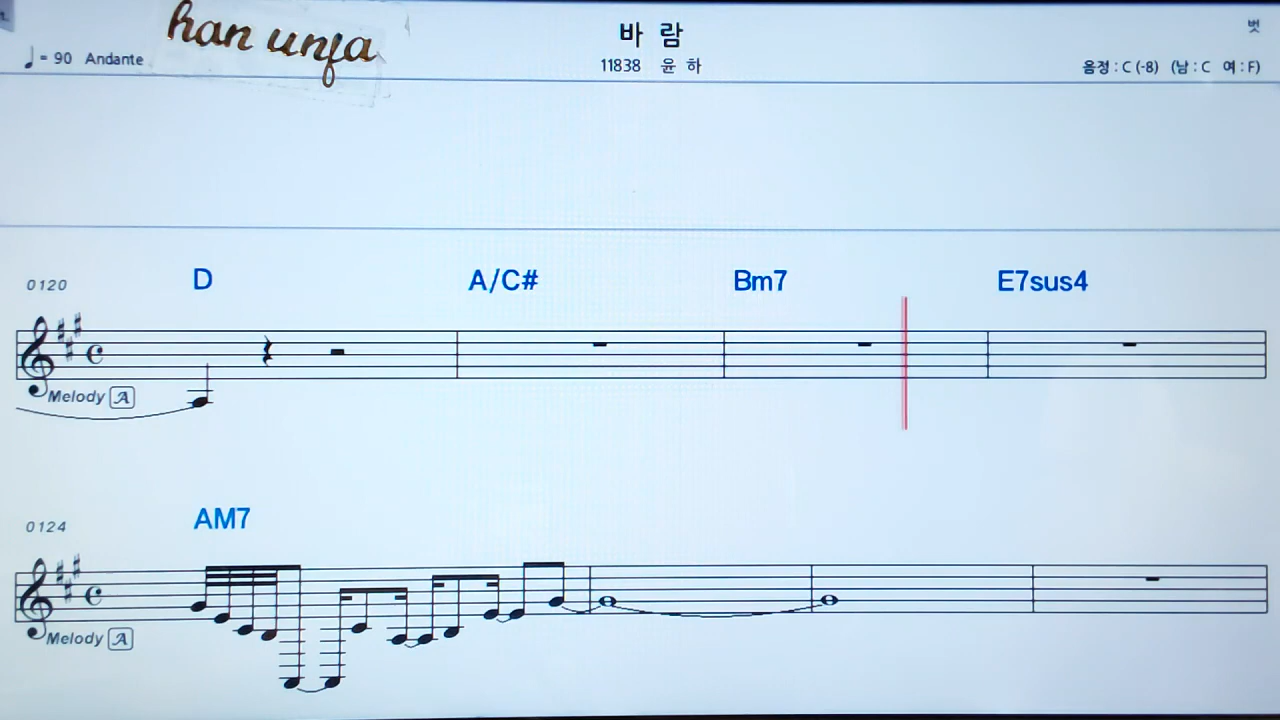 han unja
바 람
벗
♩ = 90 Andante
11838 윤 하
음정 : C (-8) (남 : C 여 : F)
0120
D
A/C#
Bm7
E7sus4
Melody A
0124
AM7
Melody A